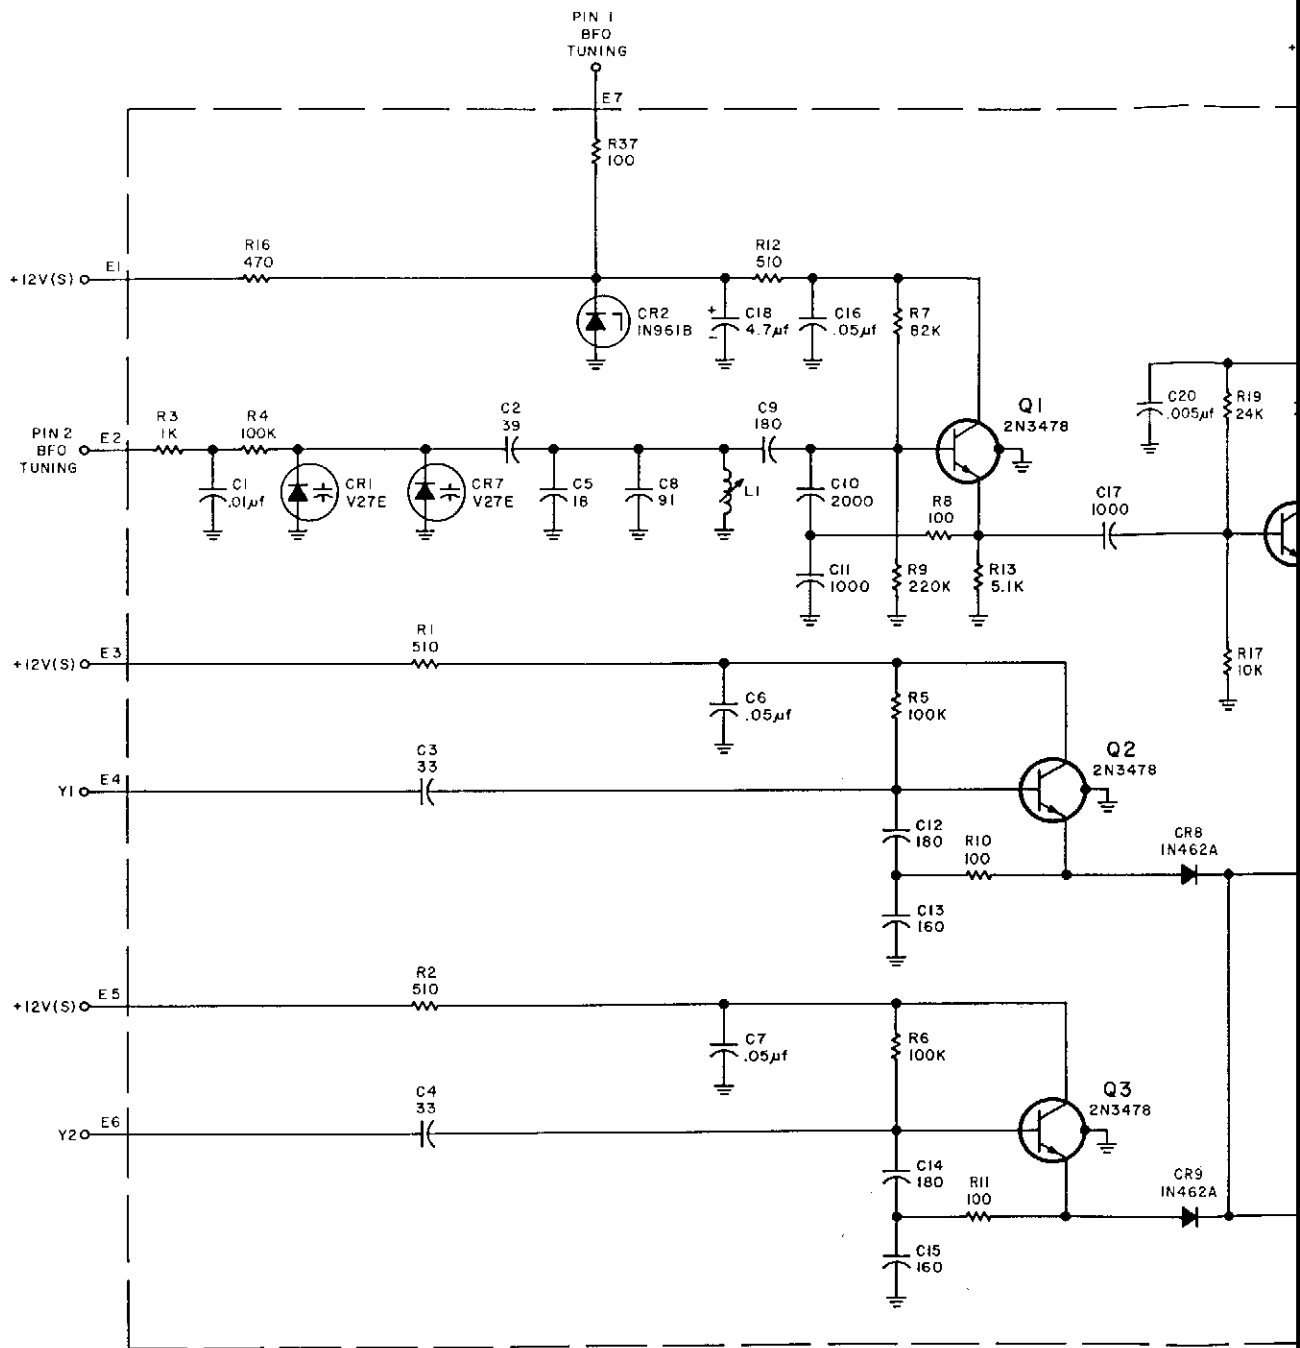 PIN 1
BFO
TUNING
+
E7
R37
100
R16
470
R12
510
+12V(S)
E1
CR2
1N961B
+
-
C18
4.7µf
C16
.05µf
R7
82K
C20
.005µf
R19
24K
Q1
2N3478
C2
39
C9
180
R3
1K
R4
100K
PIN 2
BFO
TUNING
E2
C1
.01µf
CR1
V27E
CR7
V27E
C5
18
C8
91
L1
C10
2000
R8
100
C17
1000
C11
1000
R9
220K
R13
5.1K
R1
510
+12V(S)
E3
R17
10K
C6
.05µf
R5
100K
Q2
2N3478
C3
33
Y1
E4
C12
180
R10
100
CR8
1N462A
C13
160
R2
510
+12V(S)
E5
C7
.05µf
R6
100K
Q3
2N3478
C4
33
Y2
E6
C14
180
R11
100
CR9
1N462A
C15
160